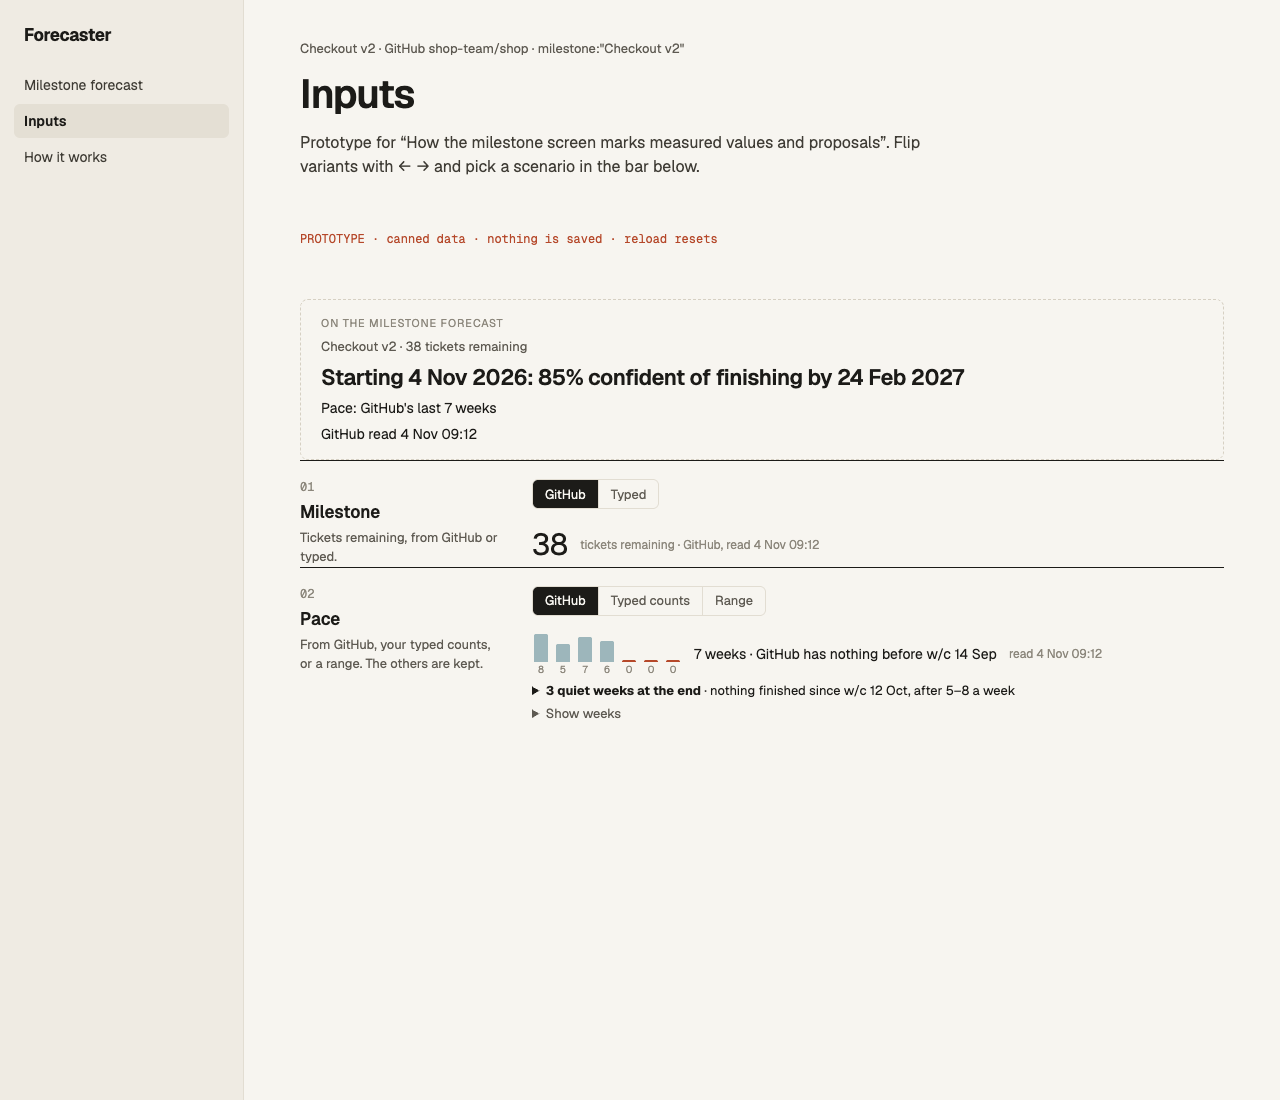 Forecaster
Milestone forecast
Inputs
How it works
Checkout v2 · GitHub shop-team/shop · milestone:"Checkout v2"
Inputs
Prototype for “How the milestone screen marks measured values and proposals”. Flip
variants with ← → and pick a scenario in the bar below.
PROTOTYPE · canned data · nothing is saved · reload resets
ON THE MILESTONE FORECAST
Checkout v2 · 38 tickets remaining
Starting 4 Nov 2026: 85% confident of finishing by 24 Feb 2027
Pace: GitHub's last 7 weeks
GitHub read 4 Nov 09:12
01
Milestone
Tickets remaining, from GitHub or
typed.
GitHub Typed
38 tickets remaining · GitHub, read 4 Nov 09:12
02
Pace
From GitHub, your typed counts,
or a range. The others are kept.
GitHub Typed counts Range
8 5 7 6 0 0 0
7 weeks · GitHub has nothing before w/c 14 Sep read 4 Nov 09:12
▶ 3 quiet weeks at the end · nothing finished since w/c 12 Oct, after 5–8 a week
▶ Show weeks